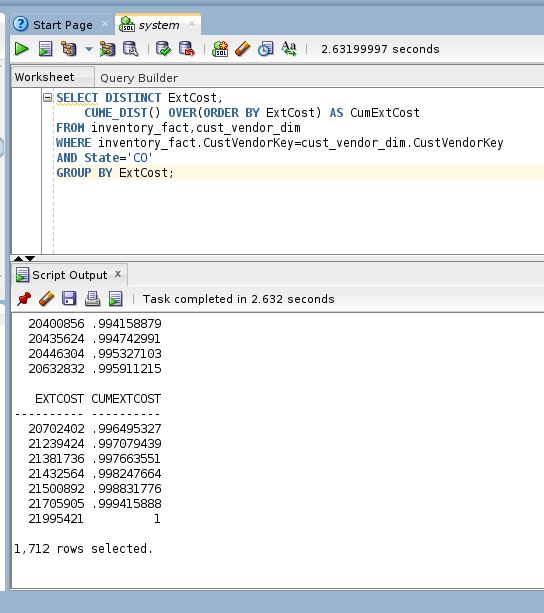 Start Page
system
2.63199997 seconds
Worksheet
Query Builder
SELECT DISTINCT ExtCost,
CUME_DIST() OVER(ORDER BY ExtCost) AS CumExtCost
FROM inventory_fact,cust_vendor_dim
WHERE inventory_fact.CustVendorKey=cust_vendor_dim.CustVendorKey
AND State='CO'
GROUP BY ExtCost;
Script Output
Task completed in 2.632 seconds
20400856 .994158879
20435624 .994742991
20446304 .995327103
20632832 .995911215
EXTCOST CUMEXTCOST
---------- ----------
20702402 .996495327
21239424 .997079439
21381736 .997663551
21432564 .998247664
21500892 .998831776
21705905 .999415888
21995421 1
1,712 rows selected.